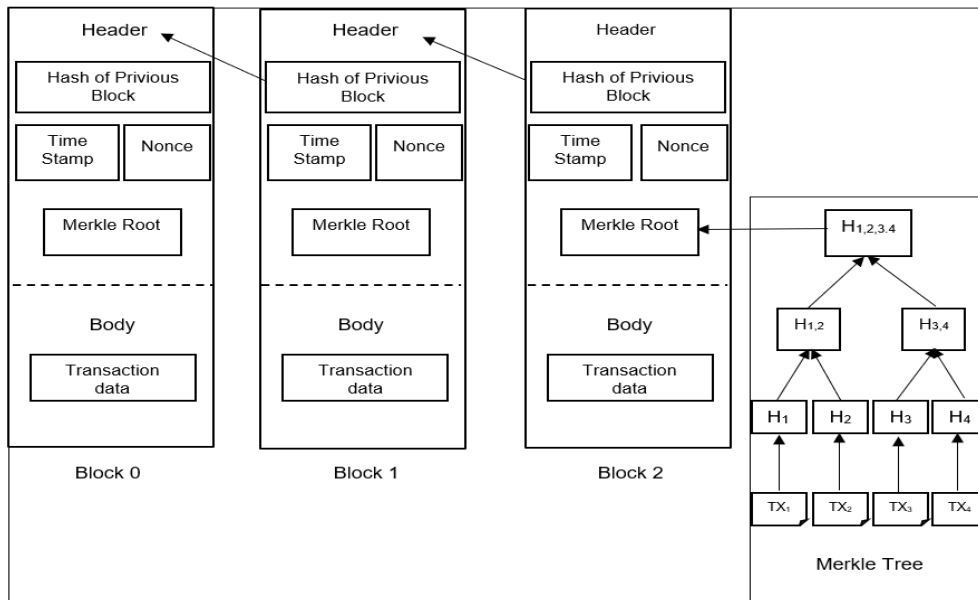 Header
Hash of Privious
Block
Time
Stamp
Nonce
Merkle Root
Body
Transaction
data
Block 0
Header
Hash of Privious
Block
Time
Stamp
Nonce
Merkle Root
Body
Transaction
data
Block 1
Header
Hash of Privious
Block
Time
Stamp
Nonce
Merkle Root
Body
Transaction
data
Block 2
H1,2,3.4
H1,2
H3,4
H1
H2
H3
H4
TX1
TX2
TX3
TX4
Merkle Tree